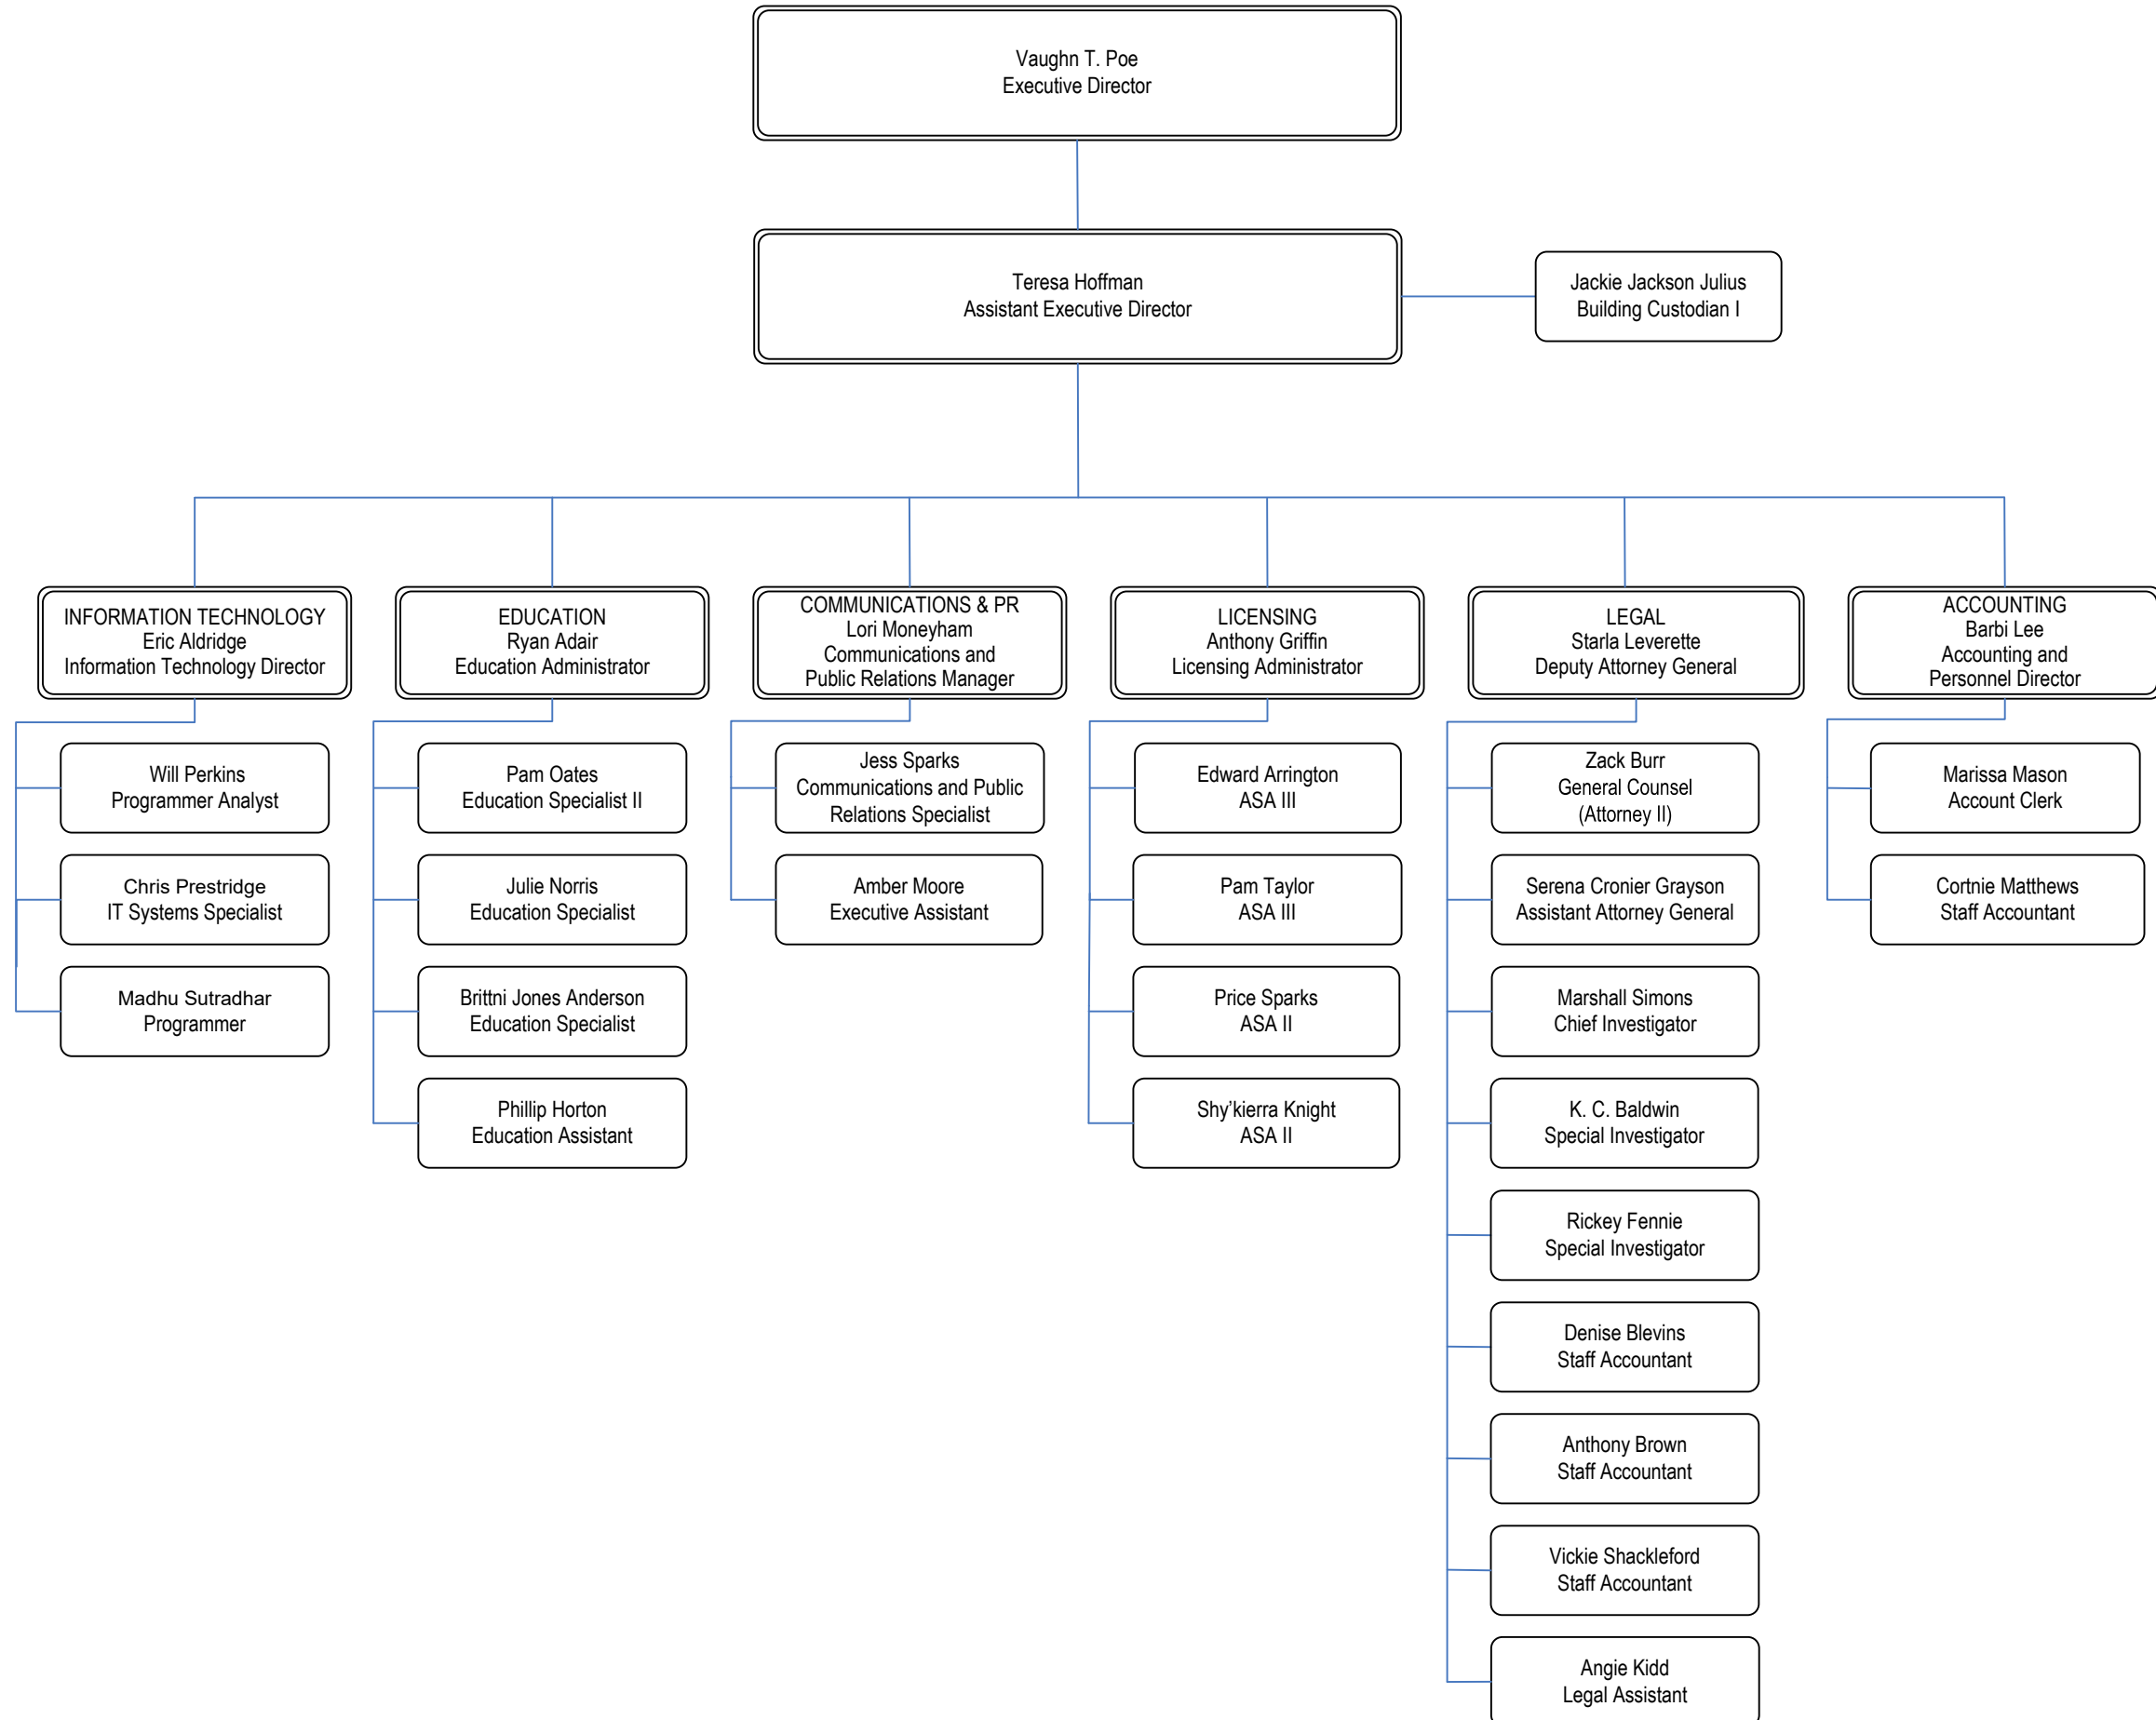 Vaughn T. Poe
Executive Director
Teresa Hoffman
Assistant Executive Director
Jackie Jackson Julius
Building Custodian I
INFORMATION TECHNOLOGY
Eric Aldridge
Information Technology Director
Will Perkins
Programmer Analyst
Chris Prestridge
IT Systems Specialist
Madhu Sutradhar
Programmer
EDUCATION
Ryan Adair
Education Administrator
Pam Oates
Education Specialist II
Julie Norris
Education Specialist
Brittni Jones Anderson
Education Specialist
Phillip Horton
Education Assistant
COMMUNICATIONS & PR
Lori Moneyham
Communications and
Public Relations Manager
Jess Sparks
Communications and Public
Relations Specialist
Amber Moore
Executive Assistant
LICENSING
Anthony Griffin
Licensing Administrator
Edward Arrington
ASA III
Pam Taylor
ASA III
Price Sparks
ASA II
Shy’kierra Knight
ASA II
LEGAL
Starla Leverette
Deputy Attorney General
Zack Burr
General Counsel
(Attorney II)
Serena Cronier Grayson
Assistant Attorney General
Marshall Simons
Chief Investigator
K. C. Baldwin
Special Investigator
Rickey Fennie
Special Investigator
Denise Blevins
Staff Accountant
Anthony Brown
Staff Accountant
Vickie Shackleford
Staff Accountant
Angie Kidd
Legal Assistant
ACCOUNTING
Barbi Lee
Accounting and
Personnel Director
Marissa Mason
Account Clerk
Cortnie Matthews
Staff Accountant